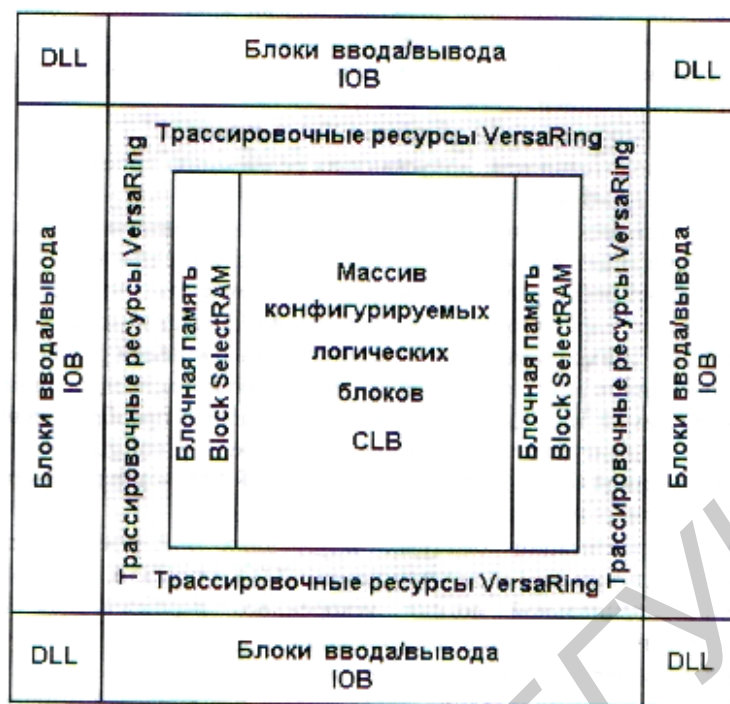 DLL
Блоки ввода/вывода
IOB
DLL
Трассировочные ресурсы VersaRing
Блоки ввода/вывода
IOB
Трассировочные ресурсы VersaRing
Блочная память
Block SelectRAM
Массив
конфигурируемых
логических
блоков
CLB
Блочная память
Block SelectRAM
Трассировочные ресурсы VersaRing
Блоки ввода/вывода
IOB
Трассировочные ресурсы VersaRing
DLL
Блоки ввода/вывода
IOB
DLL